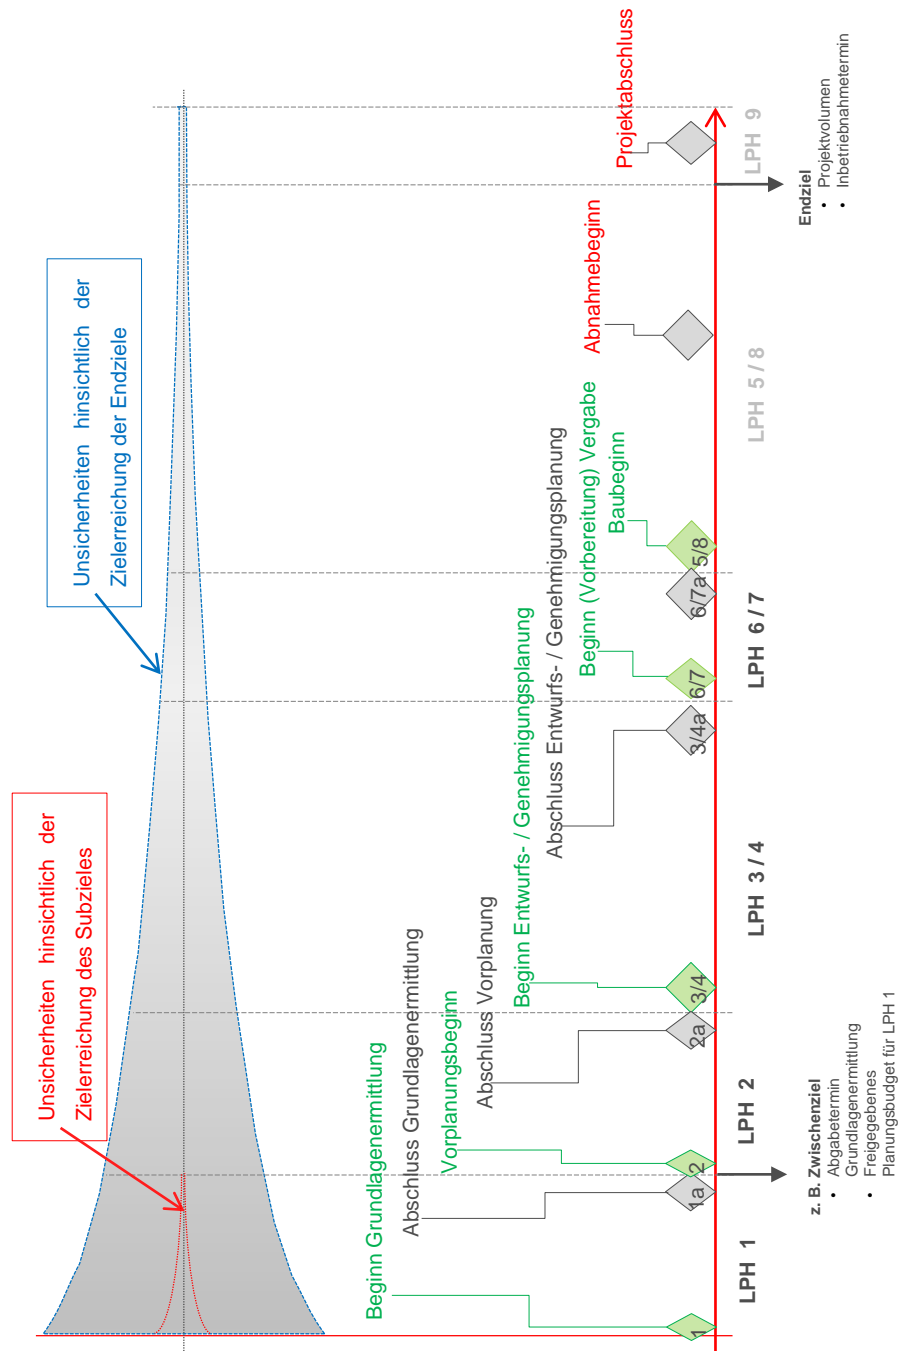 Unsicherheiten hinsichtlich der
Zielerreichung des Subzieles
Unsicherheiten hinsichtlich der
Zielerreichung der Endziele
Beginn Grundlagenermittlung
Abschluss Grundlagenermittlung
Vorplanungsbeginn
Abschluss Vorplanung
Beginn Entwurfs- / Genehmigungsplanung
Abschluss Entwurfs- / Genehmigungsplanung
Beginn (Vorbereitung) Vergabe
Baubeginn
Abnahmebeginn
Projektabschluss
1
1a
2
2a
3/4
3/4a
6/7
6/7a
5/8
LPH 1
LPH 2
LPH 3 / 4
LPH 6 / 7
LPH 5 / 8
LPH 9
z. B. Zwischenziel
• Abgabetermin
Grundlagenermittlung
• Freigegebenes
Planungsbudget für LPH 1
Endziel
• Projektvolumen
• Inbetriebnahmetermin